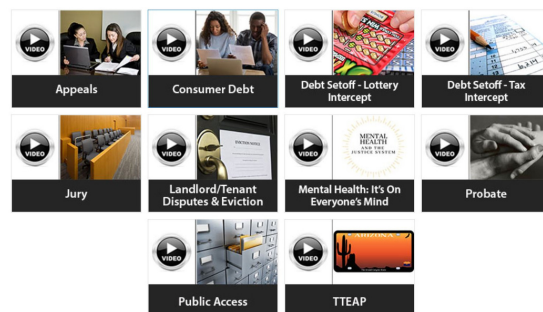 VIDEO
Appeals
VIDEO
Consumer Debt
VIDEO
Debt Setoff - Lottery
Intercept
VIDEO
Debt Setoff - Tax
Intercept
VIDEO
Jury
VIDEO
EVICTION NOTICE
Landlord/Tenant
Disputes & Eviction
VIDEO
MENTAL
HEALTH
AND THE
JUSTICE SYSTEM
Mental Health: It's On
Everyone's Mind
VIDEO
Probate
VIDEO
Public Access
VIDEO
ARIZONA
TTEAP